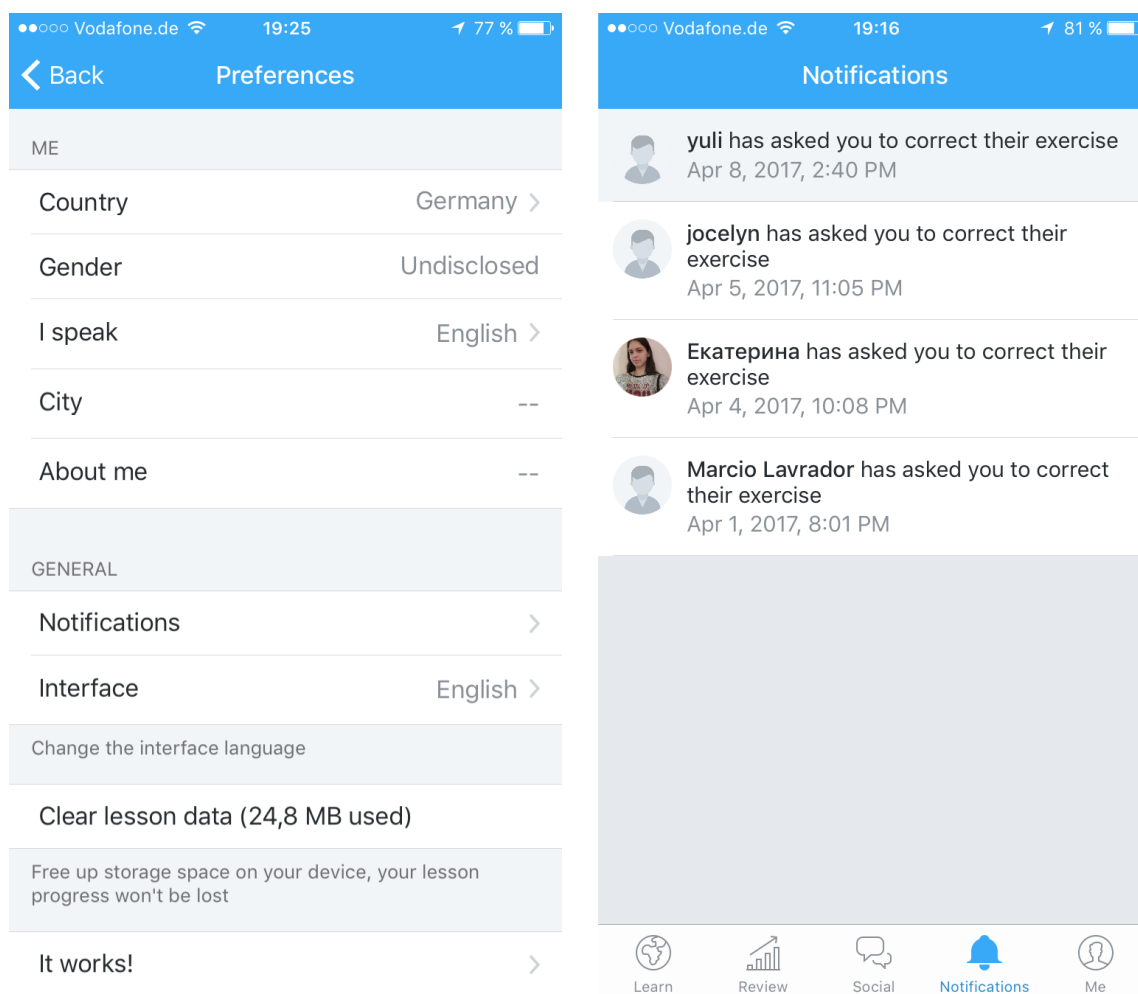 Vodafone.de 19:25 77 %
Back Preferences
ME
Country Germany
Gender Undisclosed
I speak English
City --
About me --
GENERAL
Notifications
Interface English
Change the interface language
Clear lesson data (24,8 MB used)
Free up storage space on your device, your lesson
progress won't be lost
It works!
Vodafone.de 19:16 81 %
Notifications
yuli has asked you to correct their exercise
Apr 8, 2017, 2:40 PM
jocelyn has asked you to correct their
exercise
Apr 5, 2017, 11:05 PM
Екатерина has asked you to correct their
exercise
Apr 4, 2017, 10:08 PM
Marcio Lavrador has asked you to correct
their exercise
Apr 1, 2017, 8:01 PM
Learn Review Social Notifications Me